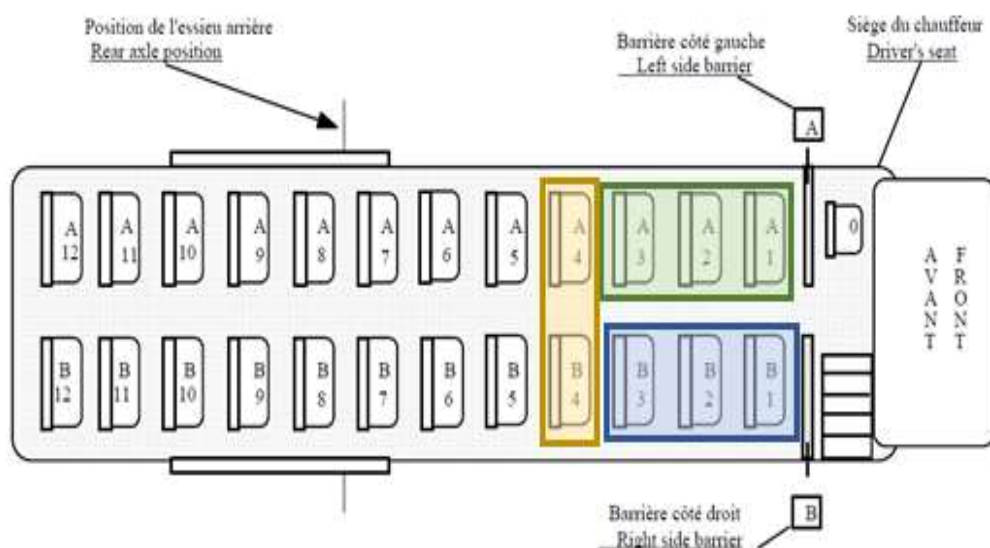 Position de l'essieu arrière
Rear axle position
Barrière côté gauche
Left side barrier
Siège du chauffeur
Driver's seat
A
A 12
A 11
A 10
A 9
A 8
A 7
A 6
A 5
A 4
A 3
A 2
A 1
0
AVANT
FRONT
B 12
B 11
B 10
B 9
B 8
B 7
B 6
B 5
B 4
B 3
B 2
B 1
Barrière côté droit
Right side barrier
B